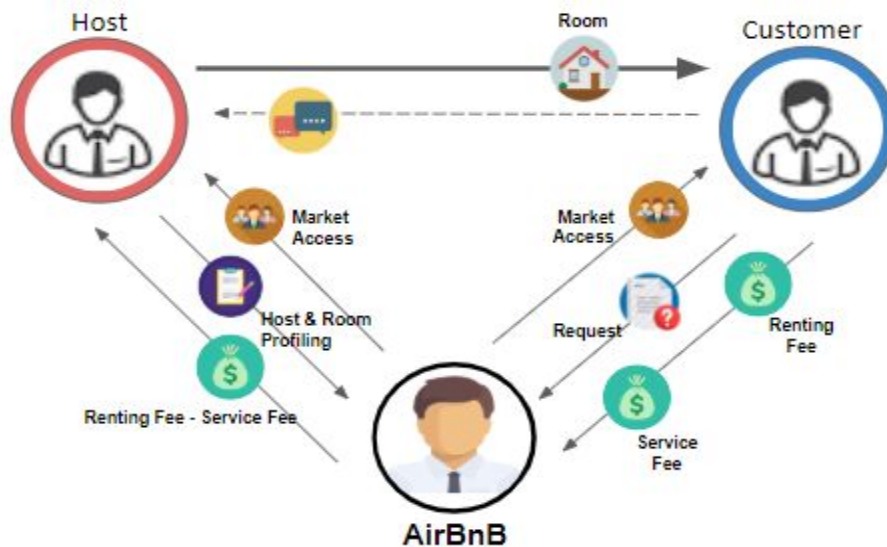 Host
Room
Customer
Market
Access
Market
Access
Host & Room
Profiling
Request
Renting
Fee
Renting Fee - Service Fee
Service
Fee
AirBnB